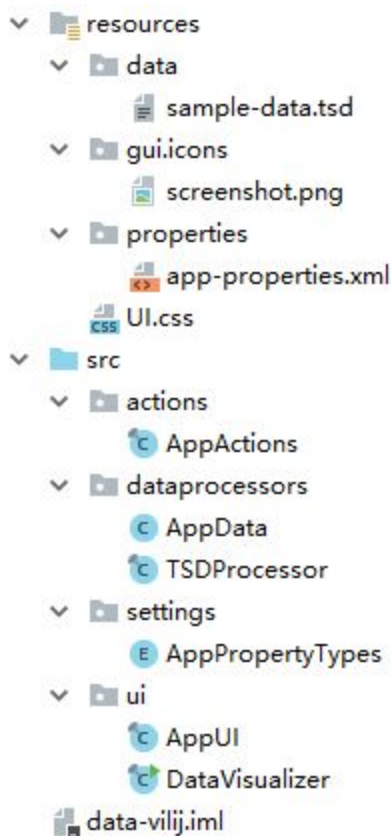 resources
data
sample-data.tsd
gui.icons
screenshot.png
properties
app-properties.xml
CSS UI.css
src
actions
C AppActions
dataprocessors
C AppData
C TSDProcessor
settings
E AppPropertyTypes
ui
C AppUI
C DataVisualizer
data-vilij.iml